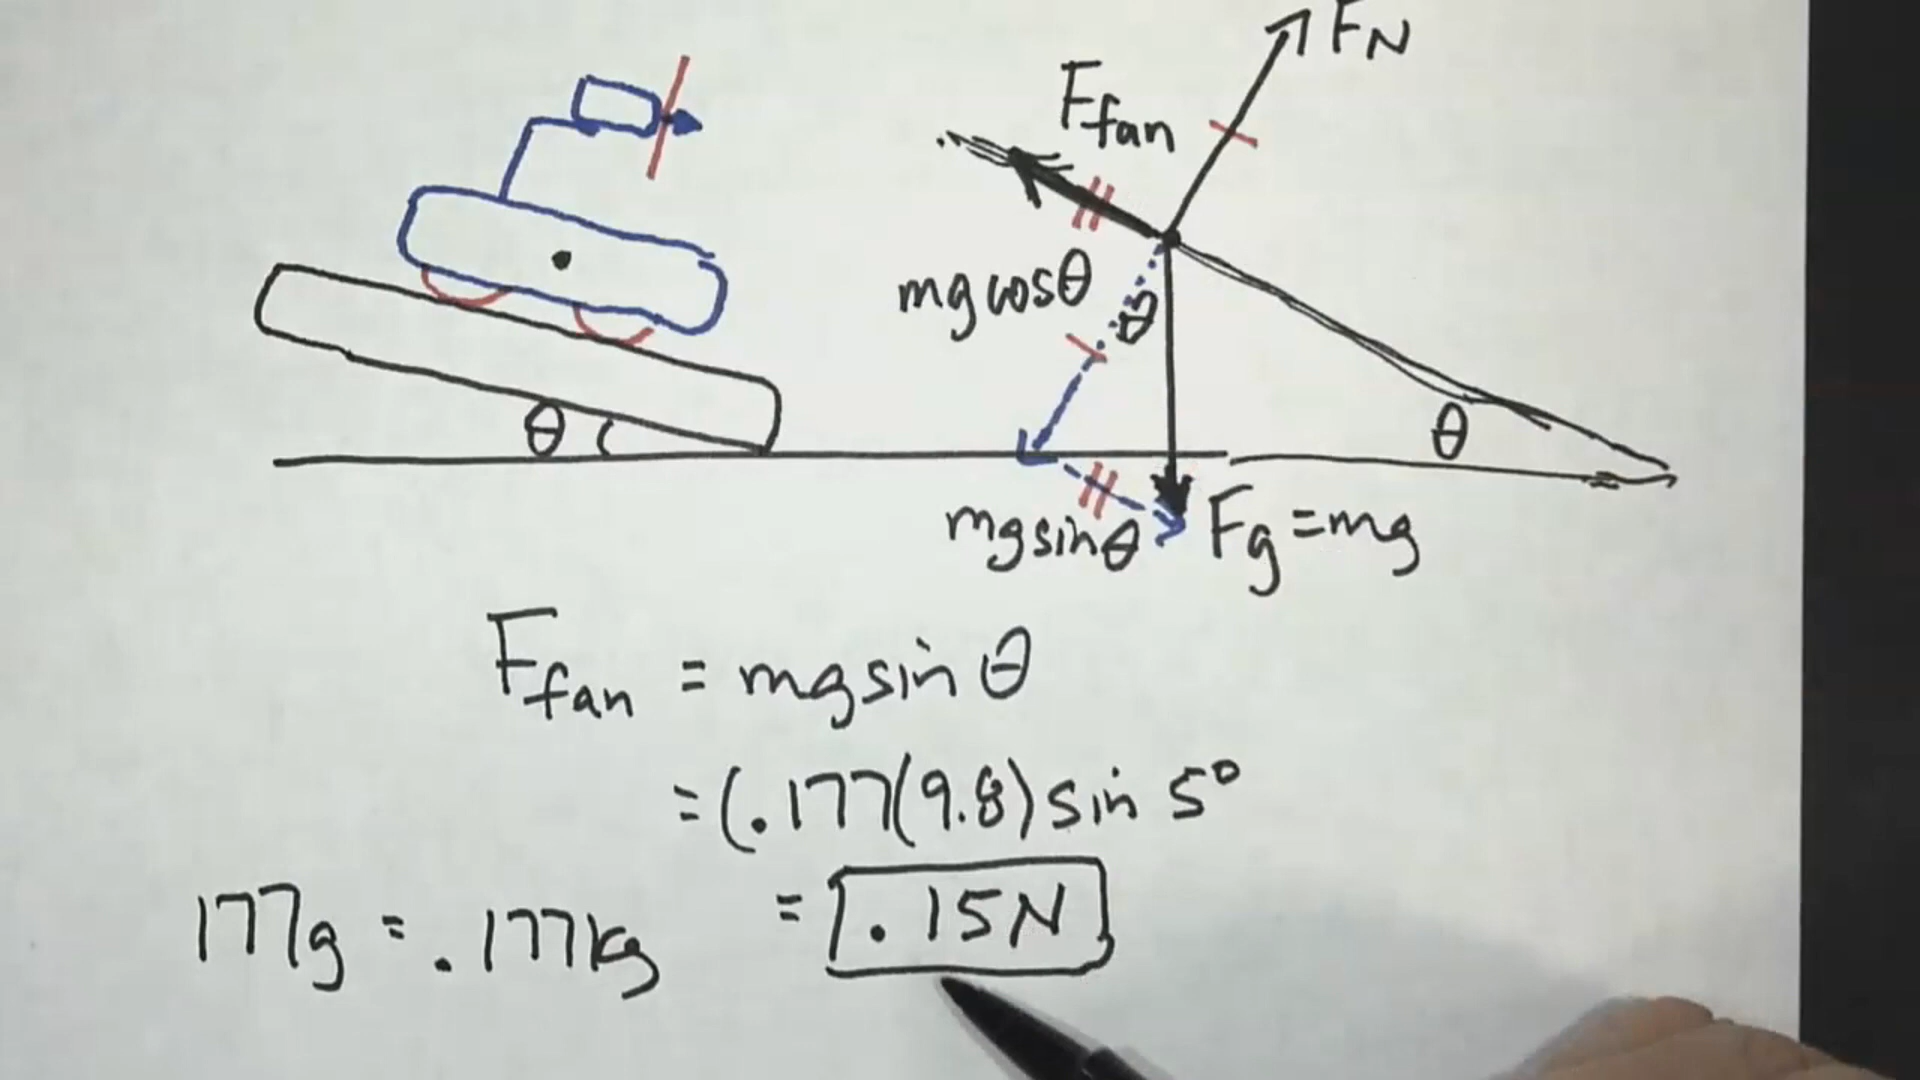 FN
Ffan
mg cosθ
θ
θ
θ
mg sinθ
Fg = mg
Ffan = mg sin θ
= (.177(9.8) sin 5°
177g = .177kg
= .15N